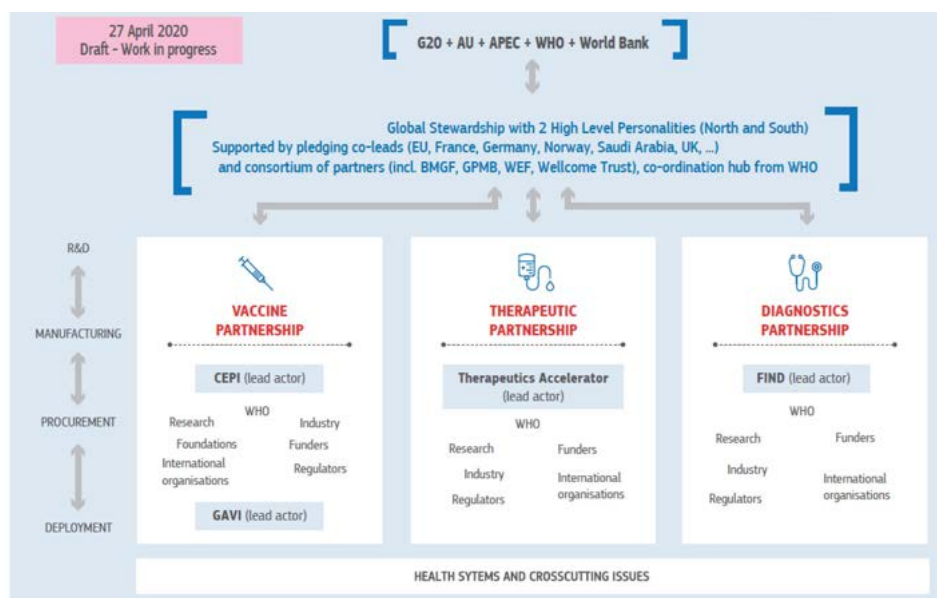 27 April 2020
Draft - Work in progress
G20 + AU + APEC + WHO + World Bank
Global Stewardship with 2 High Level Personalities (North and South)
Supported by pledging co-leads (EU, France, Germany, Norway, Saudi Arabia, UK, ...)
and consortium of partners (incl. BMGF, GPMB, WEF, Wellcome Trust), co-ordination hub from WHO
R&D
MANUFACTURING
PROCUREMENT
DEPLOYMENT
VACCINE
PARTNERSHIP
CEPI (lead actor)
WHO
Research
Industry
Foundations
Funders
International
organisations
Regulators
GAVI (lead actor)
THERAPEUTIC
PARTNERSHIP
Therapeutics Accelerator
(lead actor)
WHO
Research
Funders
Industry
International
organisations
Regulators
DIAGNOSTICS
PARTNERSHIP
FIND (lead actor)
WHO
Research
Funders
Industry
International
organisations
Regulators
HEALTH SYTEMS AND CROSSCUTTING ISSUES